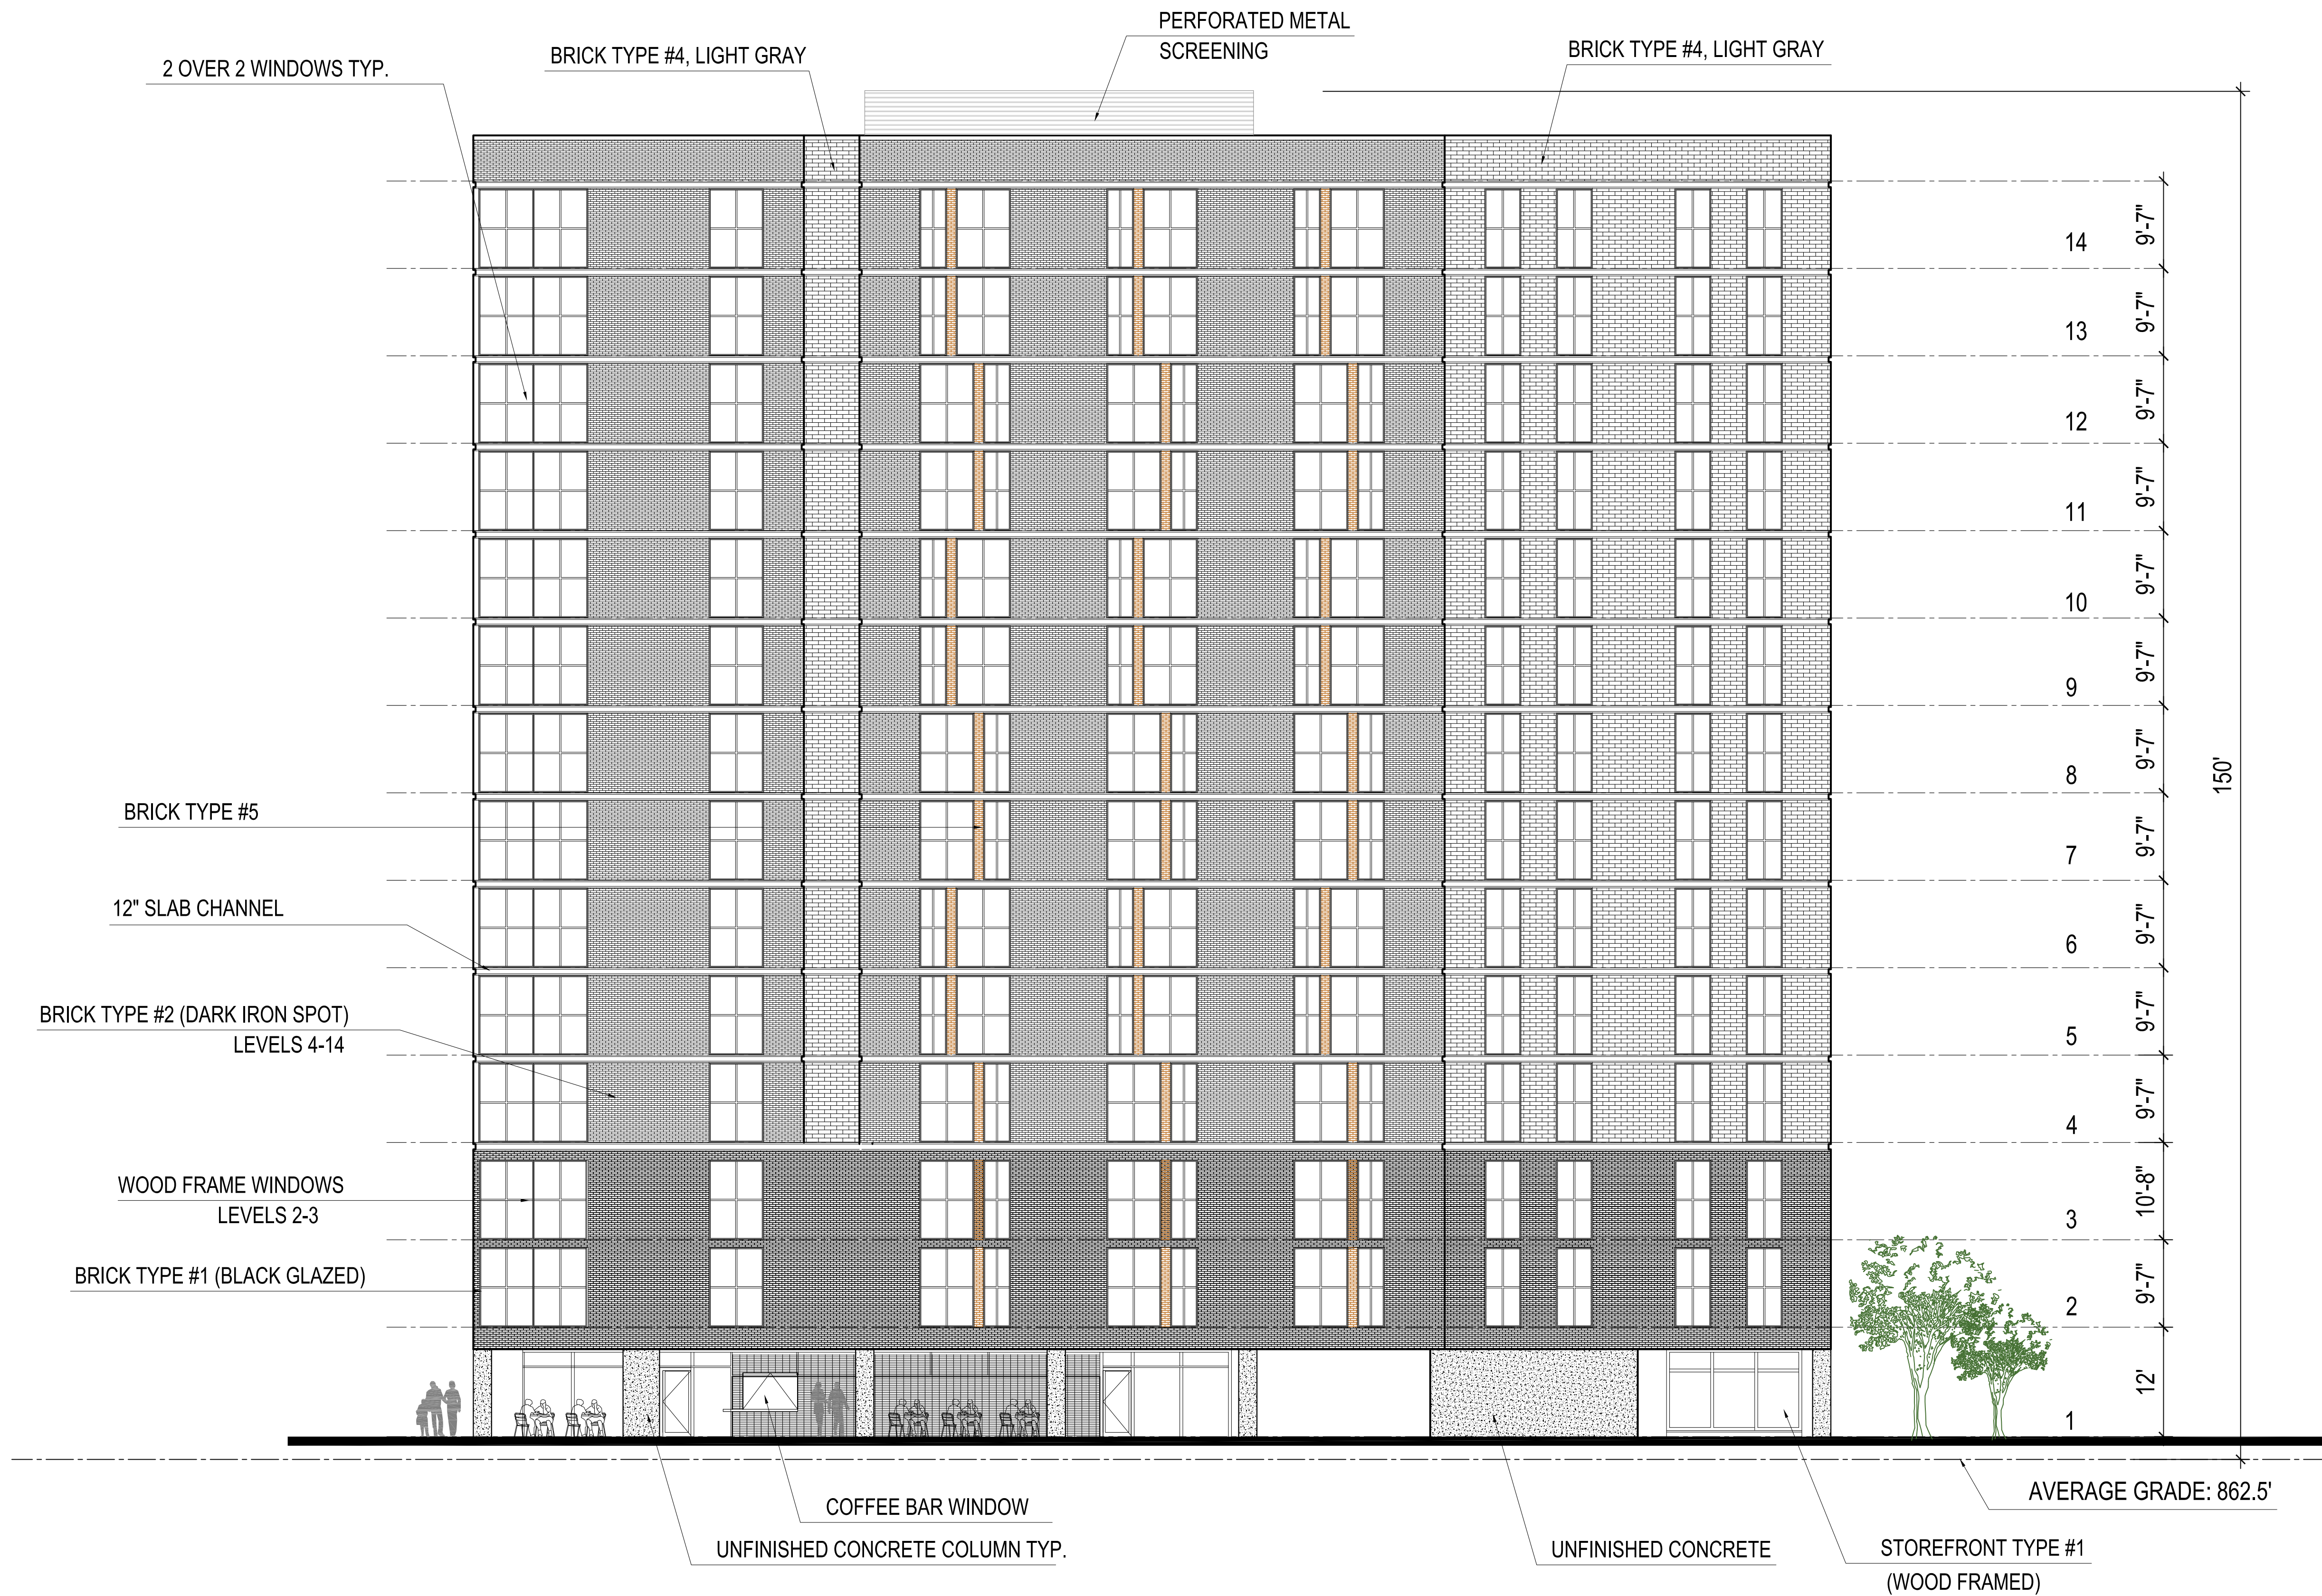 PERFORATED METAL
SCREENING
BRICK TYPE #4, LIGHT GRAY
BRICK TYPE #4, LIGHT GRAY
2 OVER 2 WINDOWS TYP.
14
9'-7"
13
9'-7"
12
9'-7"
11
9'-7"
10
9'-7"
9
9'-7"
8
9'-7"
150'
BRICK TYPE #5
7
9'-7"
12" SLAB CHANNEL
6
9'-7"
BRICK TYPE #2 (DARK IRON SPOT)
LEVELS 4-14
5
9'-7"
4
9'-7"
WOOD FRAME WINDOWS
LEVELS 2-3
3
10'-8"
BRICK TYPE #1 (BLACK GLAZED)
2
9'-7"
1
12'
AVERAGE GRADE: 862.5'
COFFEE BAR WINDOW
UNFINISHED CONCRETE COLUMN TYP.
UNFINISHED CONCRETE
STOREFRONT TYPE #1
(WOOD FRAMED)